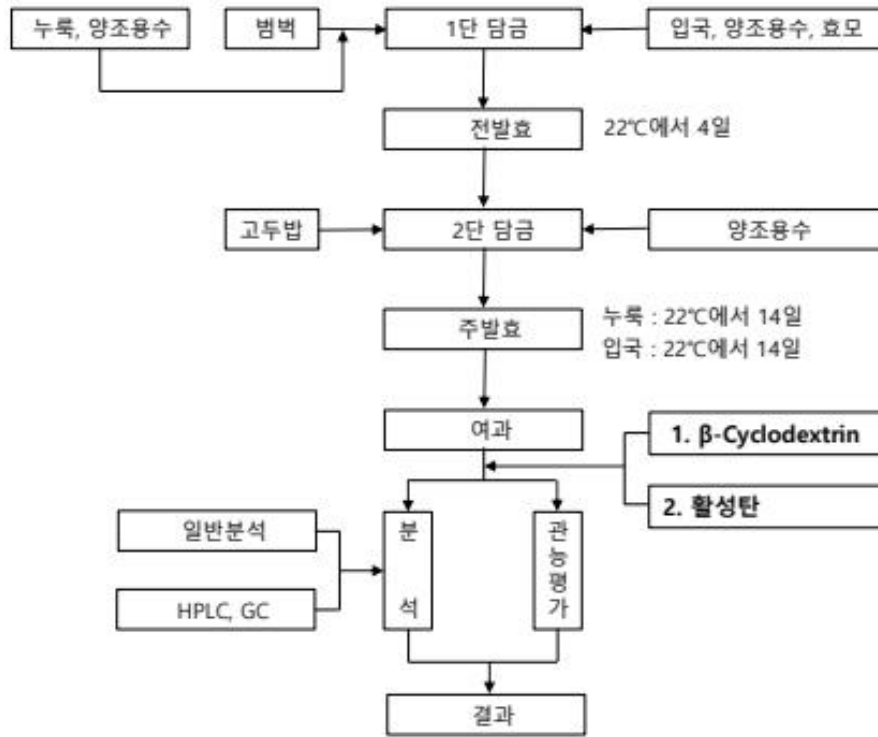 누룩, 양조용수
범벅
1단 담금
입국, 양조용수, 효모
전발효
22℃에서 4일
고두밥
2단 담금
양조용수
주발효
누룩 : 22℃에서 14일
입국 : 22℃에서 14일
여과
1. β-Cyclodextrin
2. 활성탄
일반분석
HPLC, GC
분 석
관능평가
결과